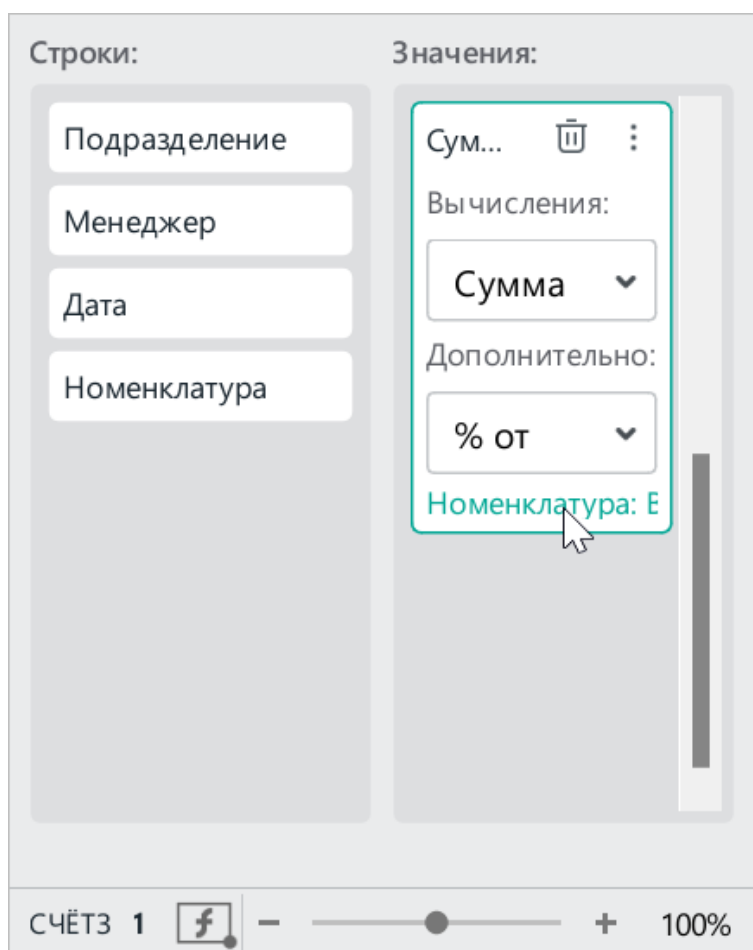 Строки:
Подразделение
Менеджер
Дата
Номенклатура
Значения:
Сум...
Вычисления:
Сумма
Дополнительно:
% от
Номенклатура: В
СЧЁТЗ 1
100%